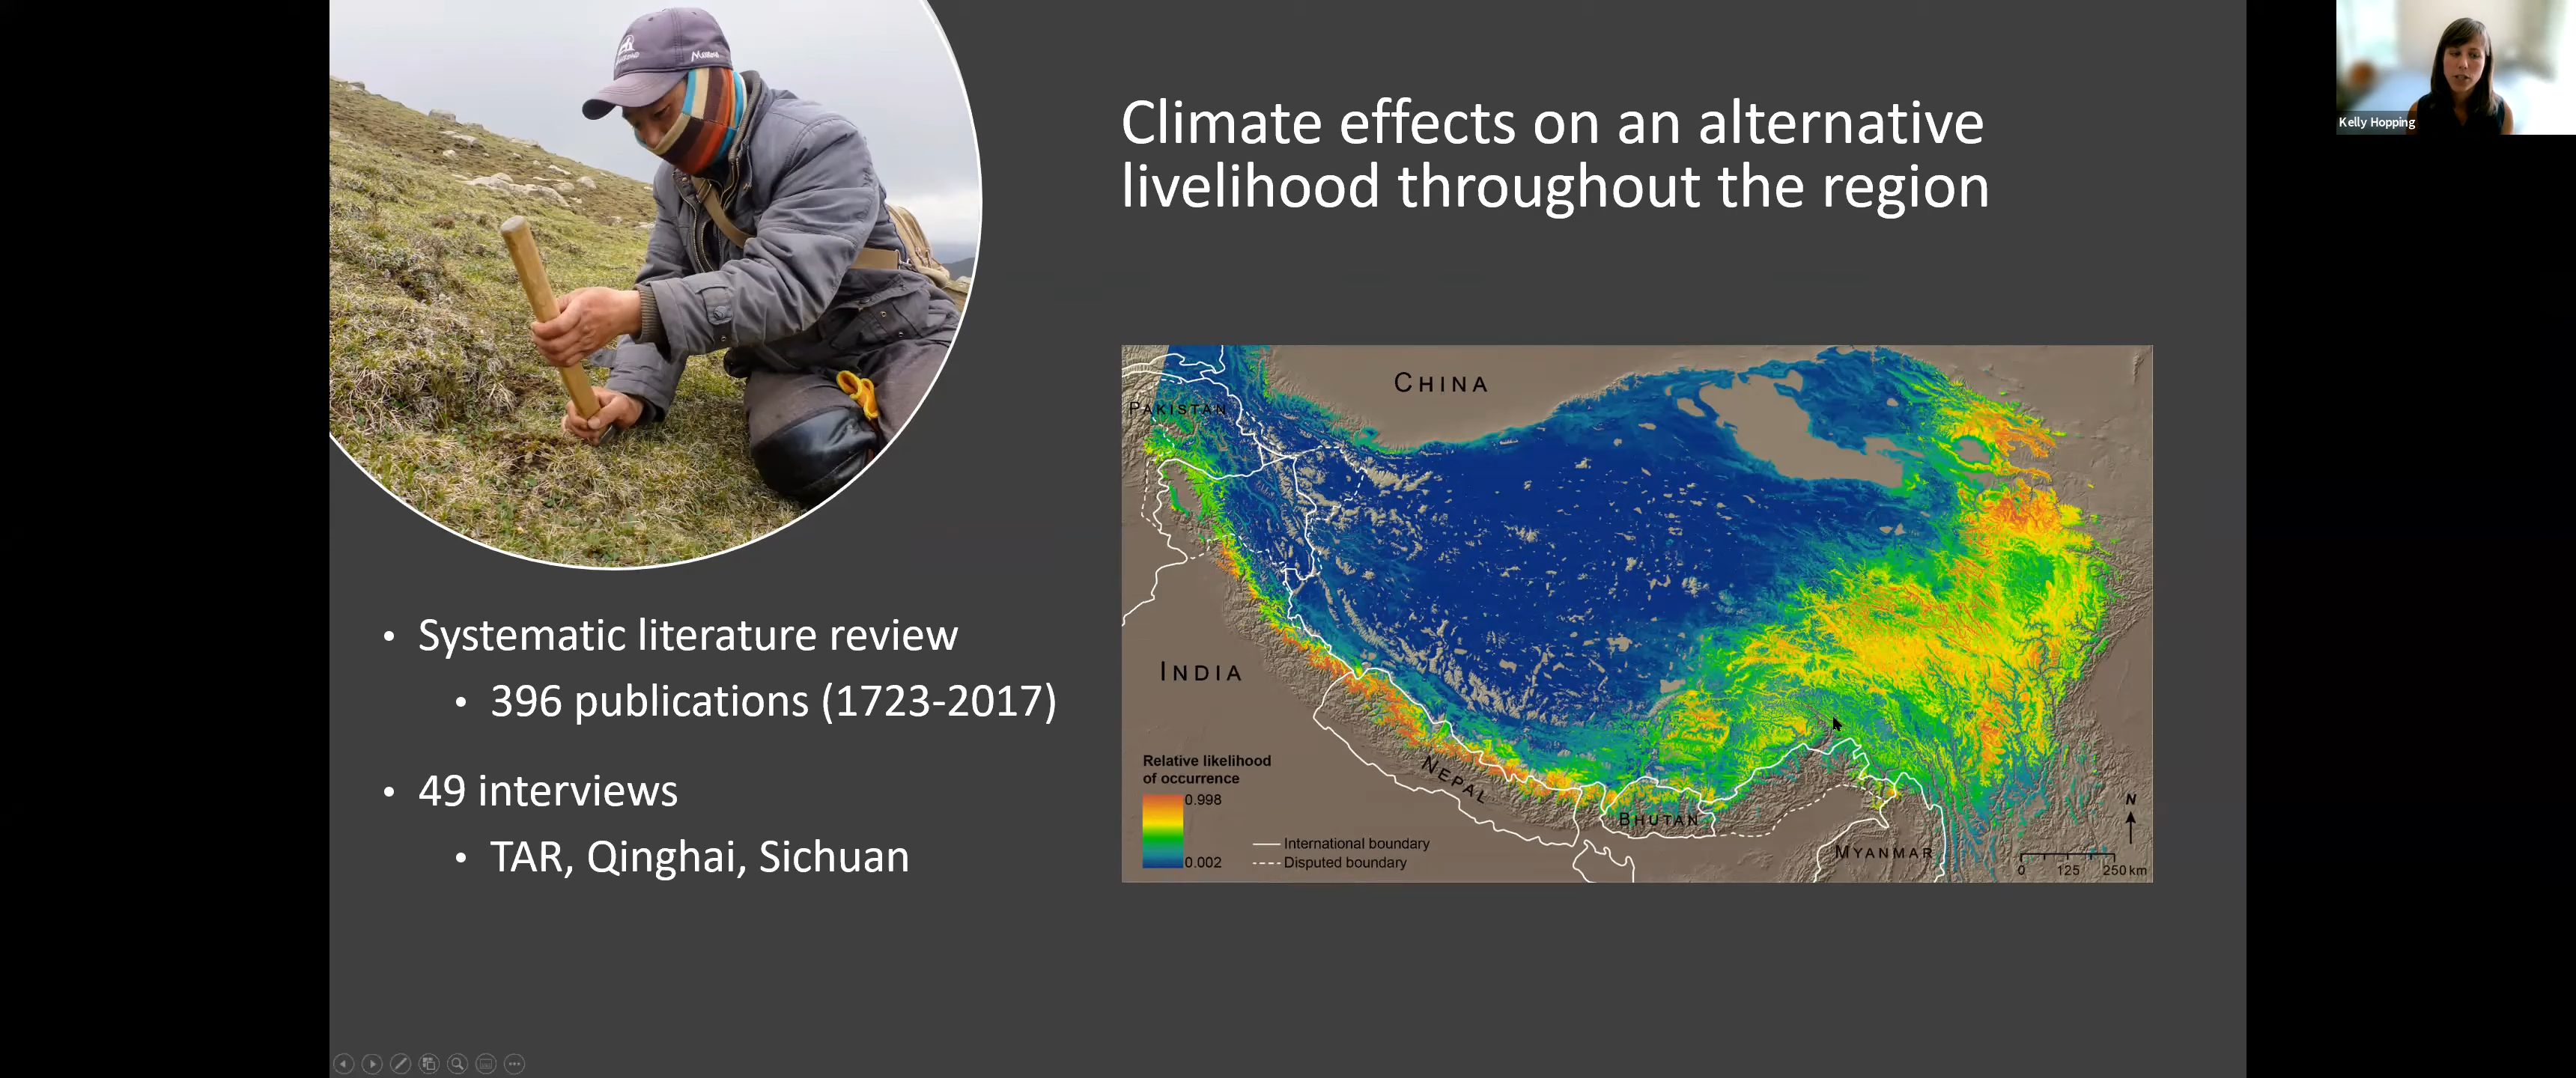 Climate effects on an alternative
livelihood throughout the region
• Systematic literature review
• 396 publications (1723-2017)
• 49 interviews
• TAR, Qinghai, Sichuan
CHINA
PAKISTAN
INDIA
NEPAL
BHUTAN
MYANMAR
Relative likelihood
of occurrence
0.998
0.002
International boundary
Disputed boundary
N
0 125 250 km
Kelly Hopping